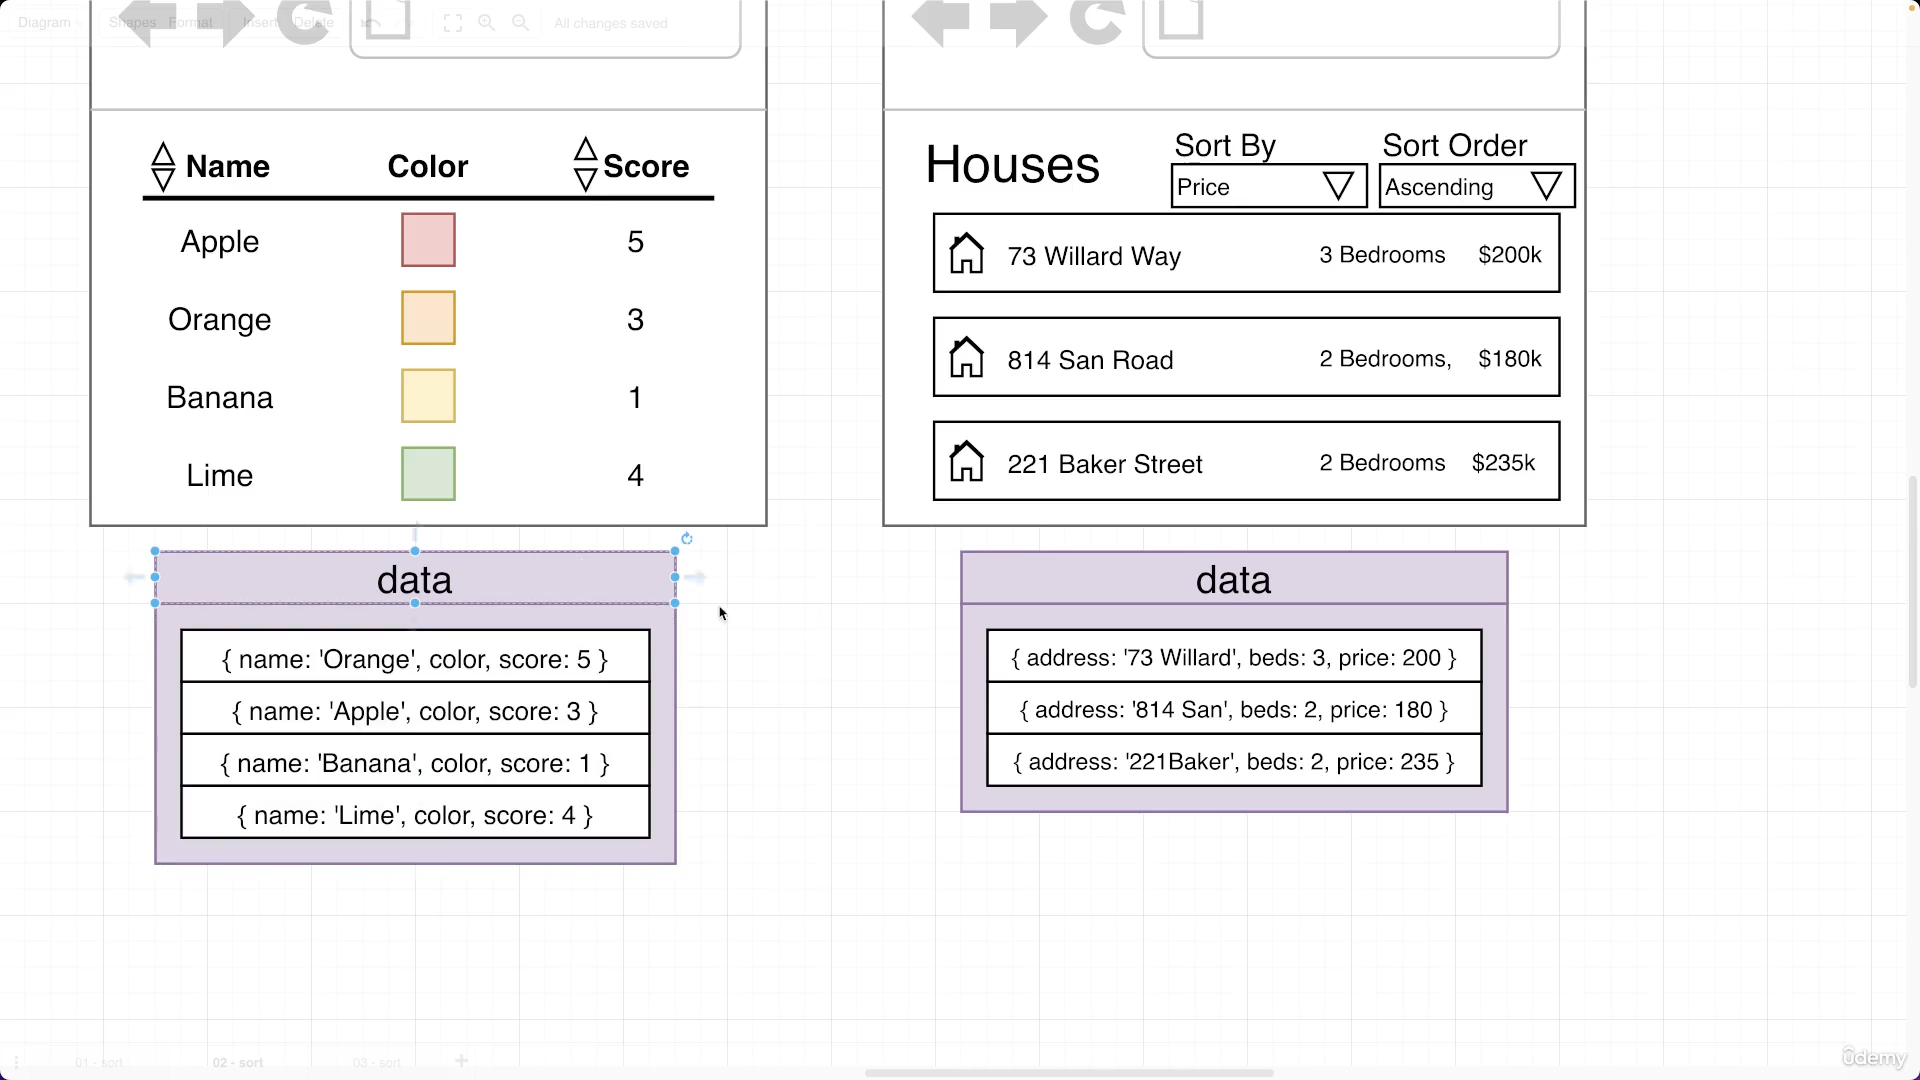 Diagram Shapes Format Insert Delete All changes saved
Name Color Score
Apple 5
Orange 3
Banana 1
Lime 4
Houses
Sort By Sort Order
Price Ascending
73 Willard Way 3 Bedrooms $200k
814 San Road 2 Bedrooms, $180k
221 Baker Street 2 Bedrooms $235k
data
{ name: 'Orange', color, score: 5 }
{ name: 'Apple', color, score: 3 }
{ name: 'Banana', color, score: 1 }
{ name: 'Lime', color, score: 4 }
data
{ address: '73 Willard', beds: 3, price: 200 }
{ address: '814 San', beds: 2, price: 180 }
{ address: '221Baker', beds: 2, price: 235 }
01 - sort 02 - sort 03 - sort
udemy